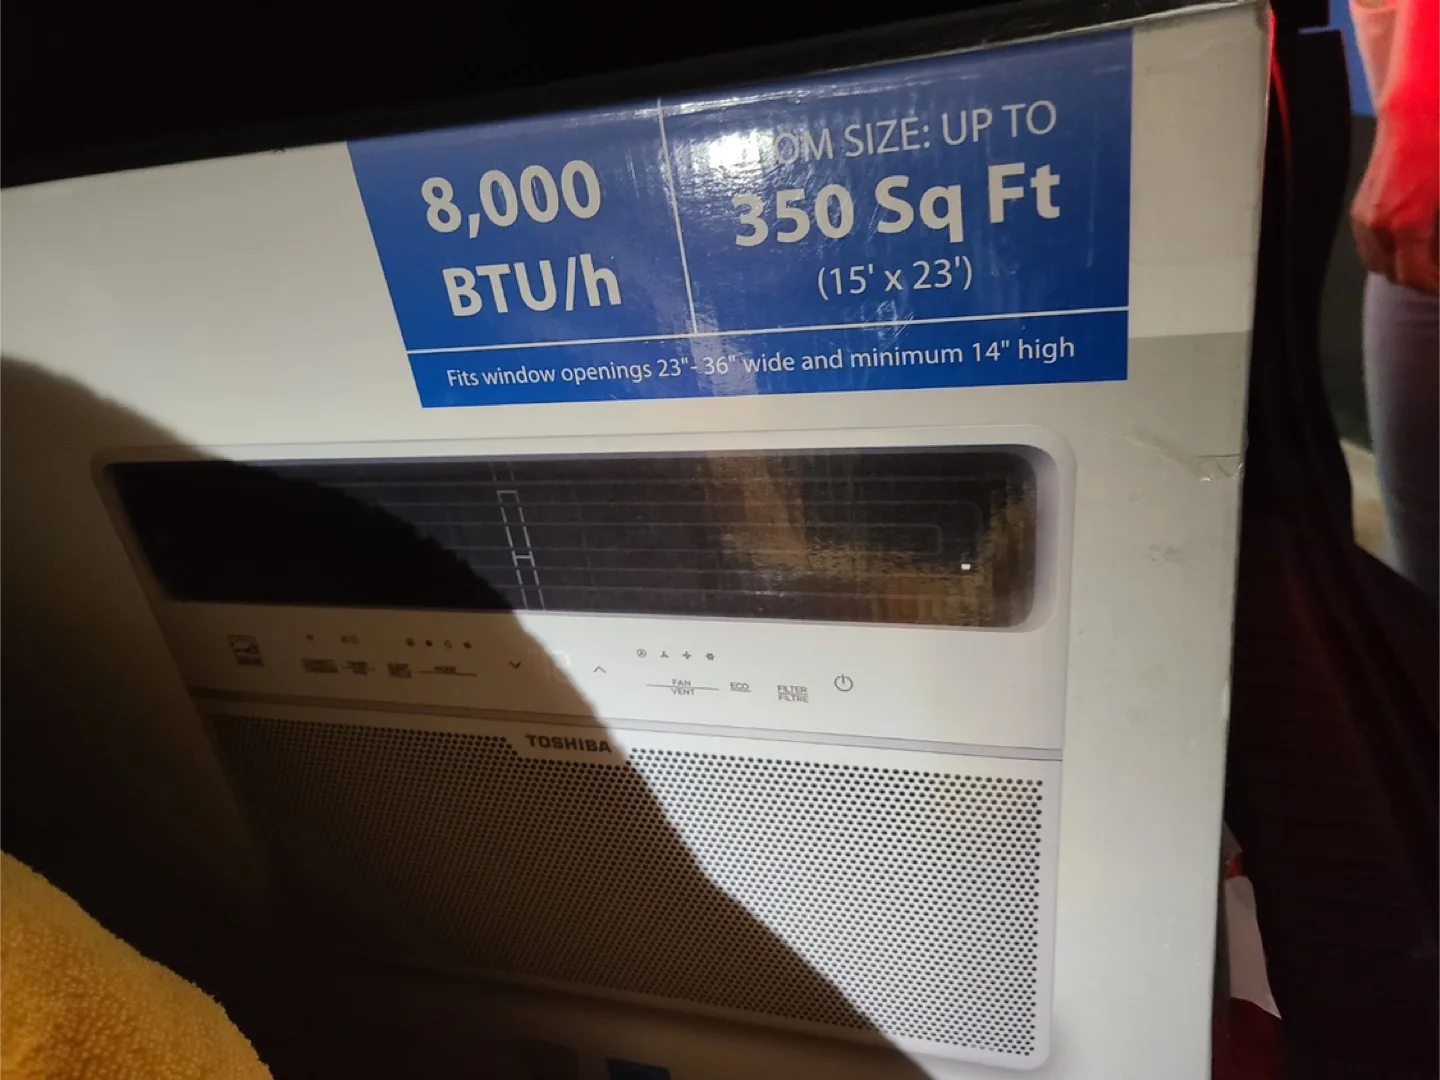 8,000
BTU/h
ROOM SIZE: UP TO
350 Sq Ft
(15' x 23')
Fits window openings 23"- 36" wide and minimum 14" high
FAN
VENT
ECO
FILTER
FILTRE
TOSHIBA